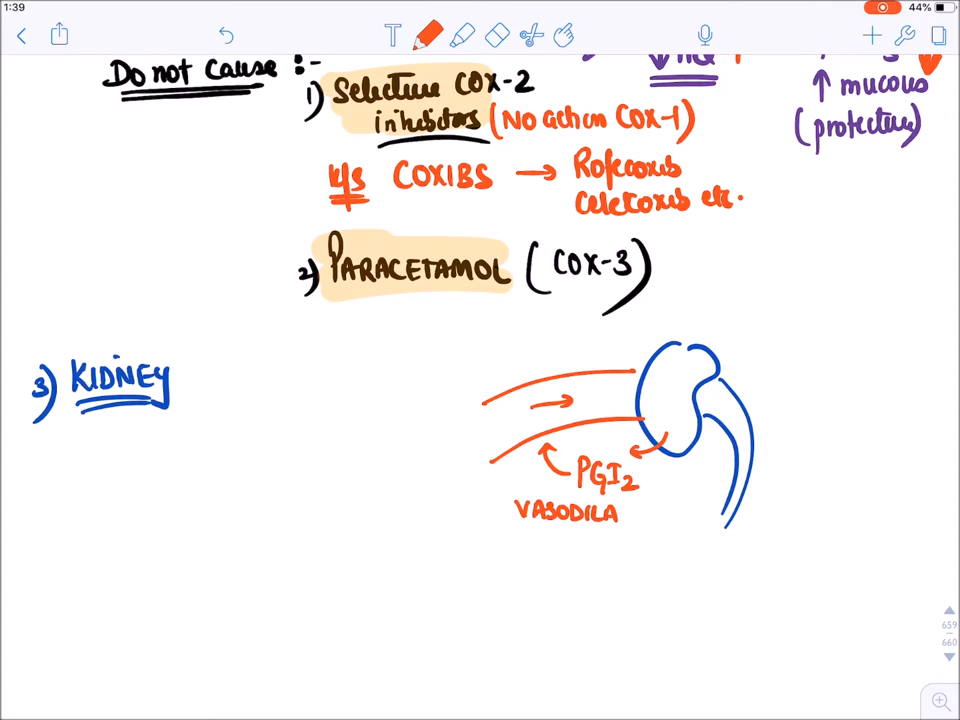 1:39
44%
T
Do not cause :-
↑ mucous
(protective)
1) Selective COX-2
inhibitors (No action COX-1)
k/s COXIBS → Rofecoxib
Celecoxib etc.
2) PARACETAMOL (COX-3)
3) KIDNEY
PGI2
VASODILA
659
660